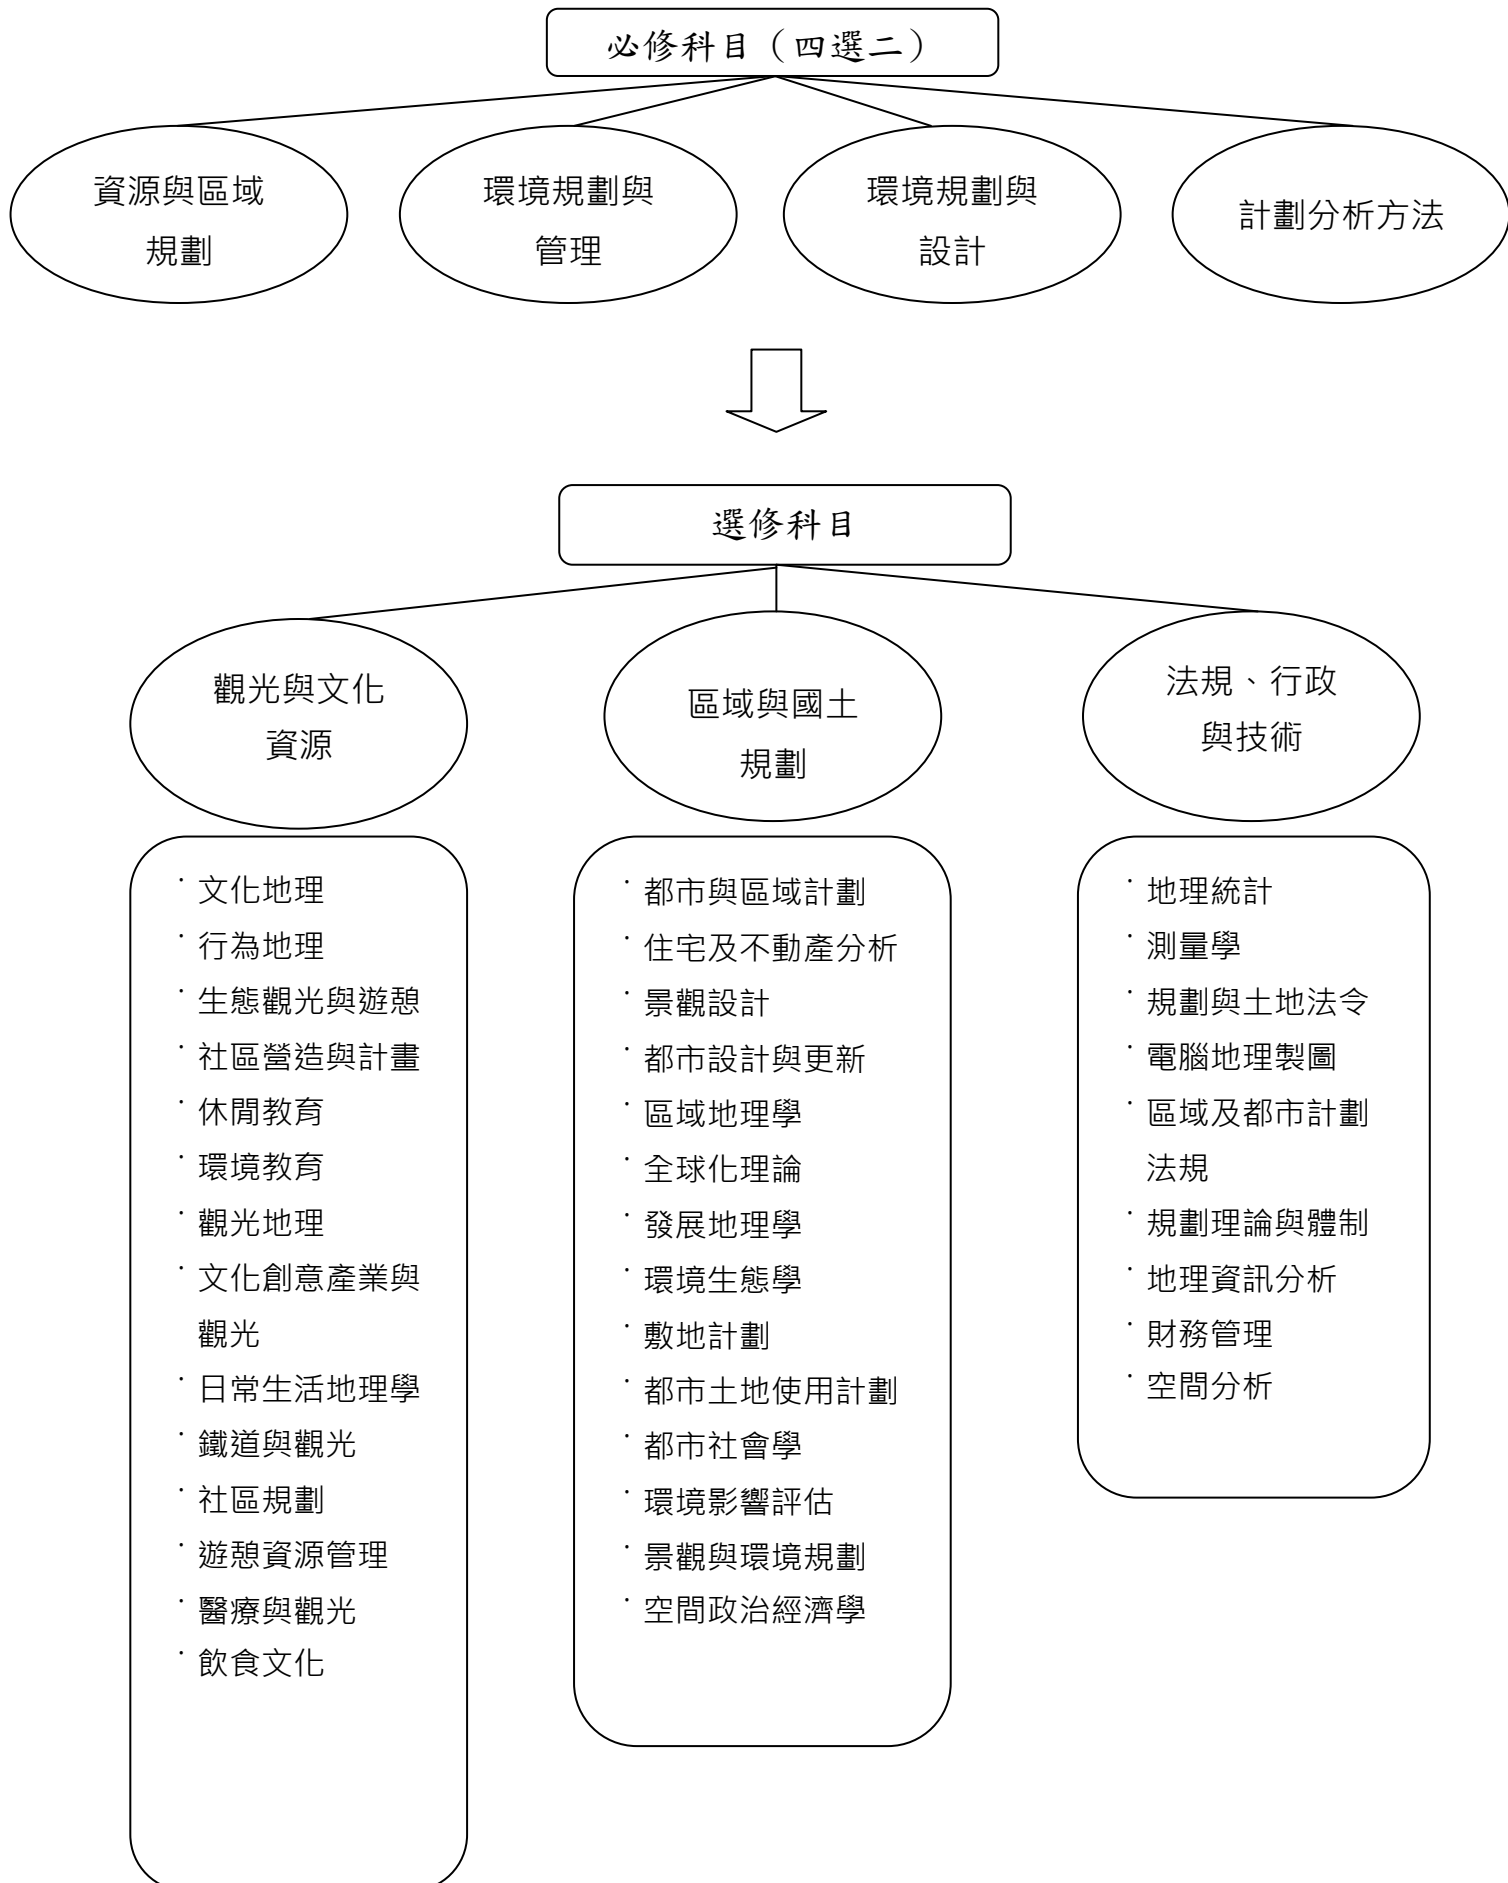 必修科目（四選二）
資源與區域
規劃
環境規劃與
管理
環境規劃與
設計
計劃分析方法
選修科目
觀光與文化
資源
區域與國土
規劃
法規、行政
與技術
˙文化地理
˙行為地理
˙生態觀光與遊憩
˙社區營造與計畫
˙休閒教育
˙環境教育
˙觀光地理
˙文化創意產業與
觀光
˙日常生活地理學
˙鐵道與觀光
˙社區規劃
˙遊憩資源管理
˙醫療與觀光
˙飲食文化
˙都市與區域計劃
˙住宅及不動產分析
˙景觀設計
˙都市設計與更新
˙區域地理學
˙全球化理論
˙發展地理學
˙環境生態學
˙敷地計劃
˙都市土地使用計劃
˙都市社會學
˙環境影響評估
˙景觀與環境規劃
˙空間政治經濟學
˙地理統計
˙測量學
˙規劃與土地法令
˙電腦地理製圖
˙區域及都市計劃
法規
˙規劃理論與體制
˙地理資訊分析
˙財務管理
˙空間分析